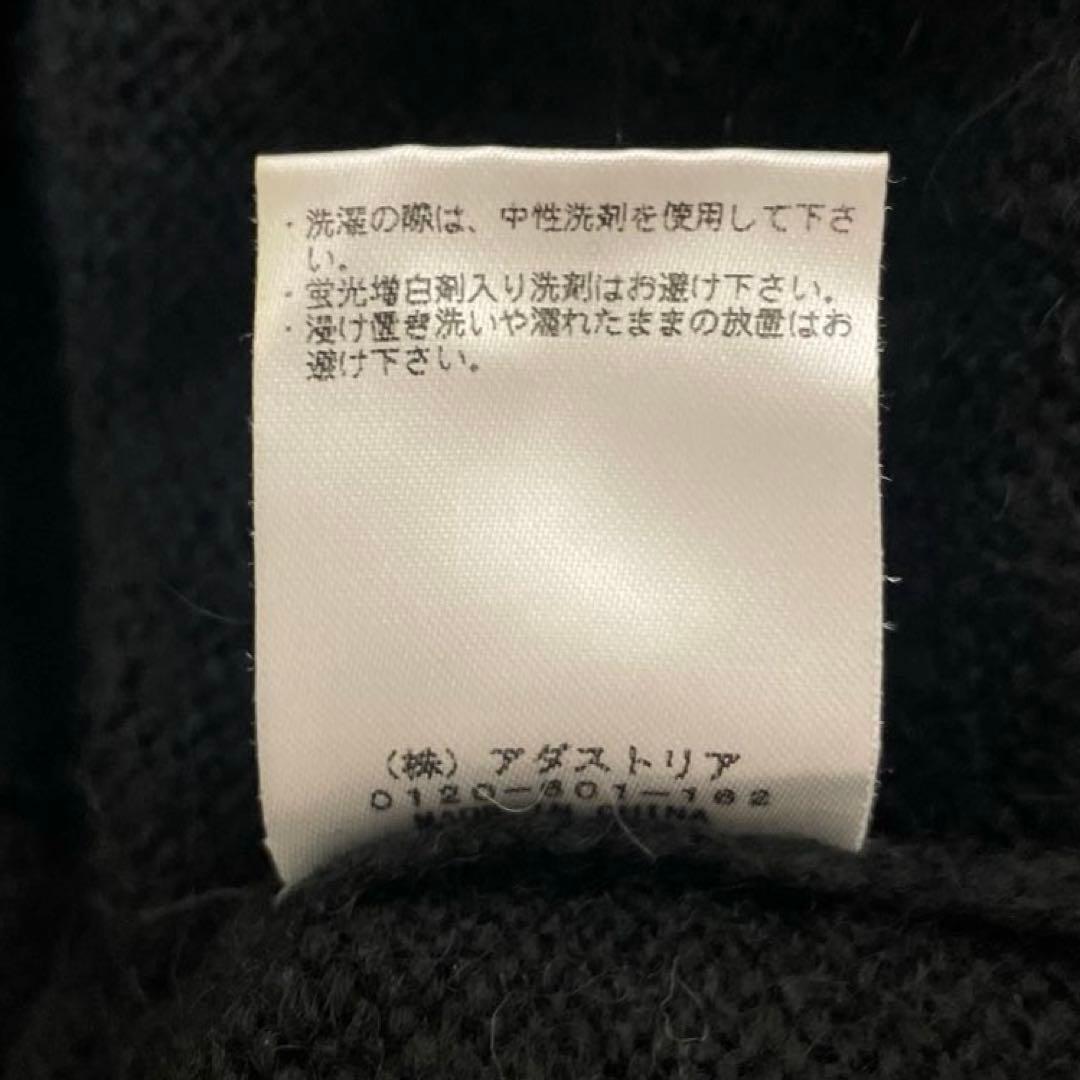 ・洗濯の際は、中性洗剤を使用して下さ
い。
・蛍光増白剤入り洗剤はお避け下さい。
・浸け置き洗いや濡れたままの放置はお
避け下さい。
(株) アダストリア
0120-601-162
MADE IN CHINA